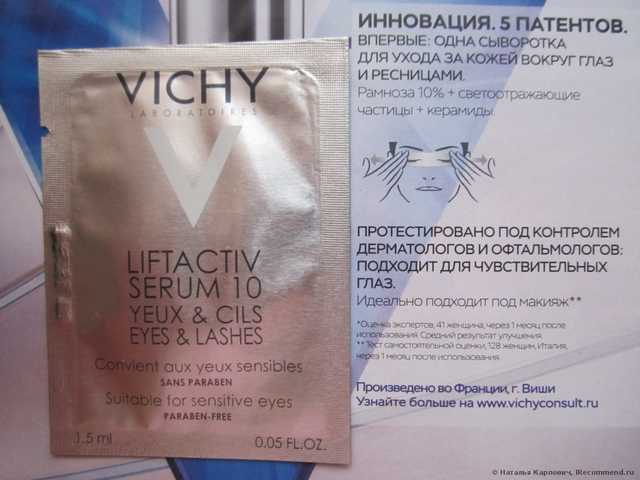 VICHY
LABORATOIRES
LIFTACTIV
SERUM 10
YEUX & CILS
EYES & LASHES
Convient aux yeux sensibles
SANS PARABEN
Suitable for sensitive eyes
PARABEN-FREE
1.5 ml 0.05 FL.OZ.
ИННОВАЦИЯ. 5 ПАТЕНТОВ.
ВПЕРВЫЕ: ОДНА СЫВОРОТКА
ДЛЯ УХОДА ЗА КОЖЕЙ ВОКРУГ ГЛАЗ
И РЕСНИЦАМИ.
Рамноза 10% + светоотражающие
частицы + керамиды.
ПРОТЕСТИРОВАНО ПОД КОНТРОЛЕМ
ДЕРМАТОЛОГОВ И ОФТАЛЬМОЛОГОВ:
ПОДХОДИТ ДЛЯ ЧУВСТВИТЕЛЬНЫХ
ГЛАЗ.
Идеально подходит под макияж**
*Оценка экспертов, 41 женщина, через 1 месяц после
использования. Средний результат улучшения.
**Тест самостоятельной оценки, 128 женщин, Италия,
через 1 месяц после использования.
Произведено во Франции, г. Виши
Узнайте больше на www.vichyconsult.ru
© Наталья Карпович, IRecommend.ru